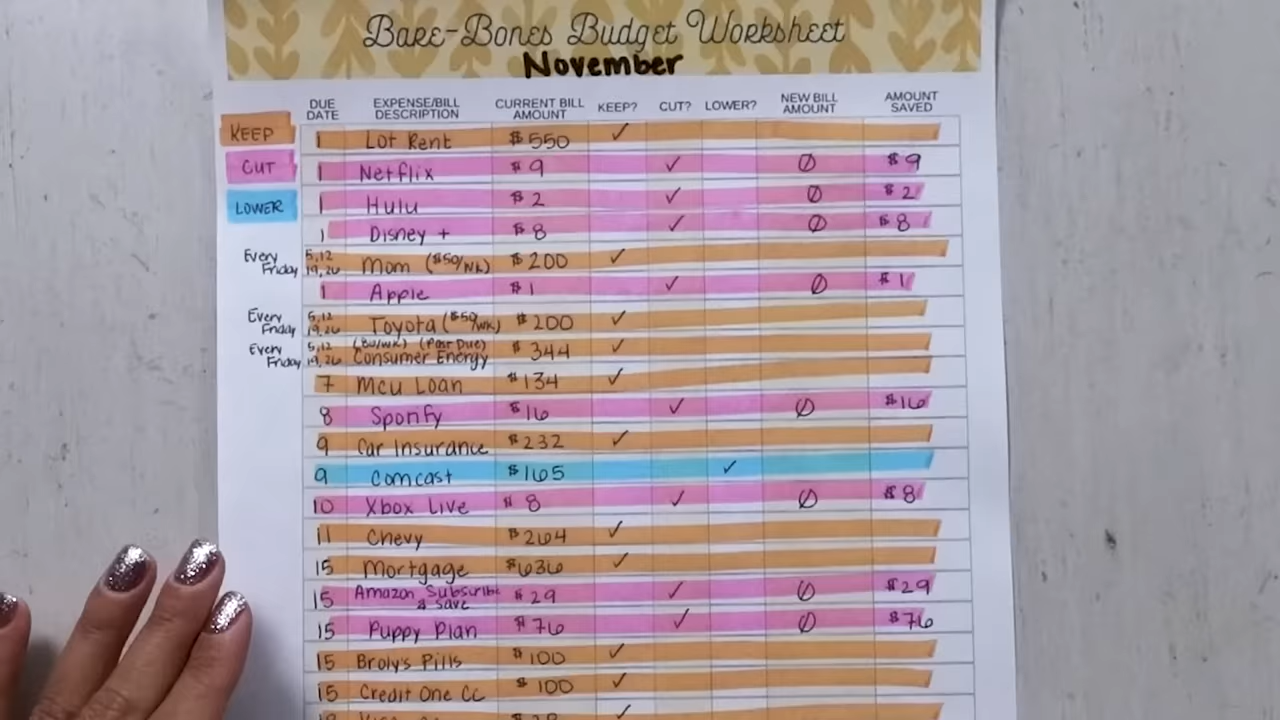 Bare-Bones Budget Worksheet
November
DUE DATE EXPENSE/BILL DESCRIPTION CURRENT BILL AMOUNT KEEP? CUT? LOWER? NEW BILL AMOUNT AMOUNT SAVED
KEEP
CUT
LOWER
1 Lot Rent $550 ✓
1 Netflix $9 ✓ Ø $9
1 Hulu $2 ✓ Ø $2
1 Disney + $8 ✓ Ø $8
Every Friday 5,12 19,26 Mom ($50/wk) $200 ✓
1 Apple $1 ✓ Ø $1
Every Friday 5,12 19,26 Toyota ($50/wk) $200 ✓
Every Friday 5,12 19,26 (86/wk) (Past Due) Consumer Energy $344 ✓
7 MCU Loan $134 ✓
8 Spotify $16 ✓ Ø $16
9 Car Insurance $232 ✓
9 Comcast $165 ✓
10 Xbox Live $8 ✓ Ø $8
11 Chevy $264 ✓
15 Mortgage $636 ✓
15 Amazon Subscribe & Save $29 ✓ Ø $29
15 Puppy Plan $76 ✓ Ø $76
15 Broly's Pills $100 ✓
15 Credit One CC $100 ✓